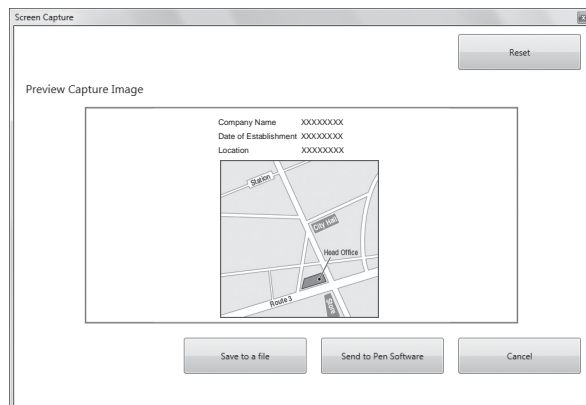 Screen Capture
Reset
Preview Capture Image
Company Name XXXXXXXX
Date of Establishment XXXXXXXX
Location XXXXXXXX
Station
City Hall
Head Office
Route 3
Store
Save to a file
Send to Pen Software
Cancel